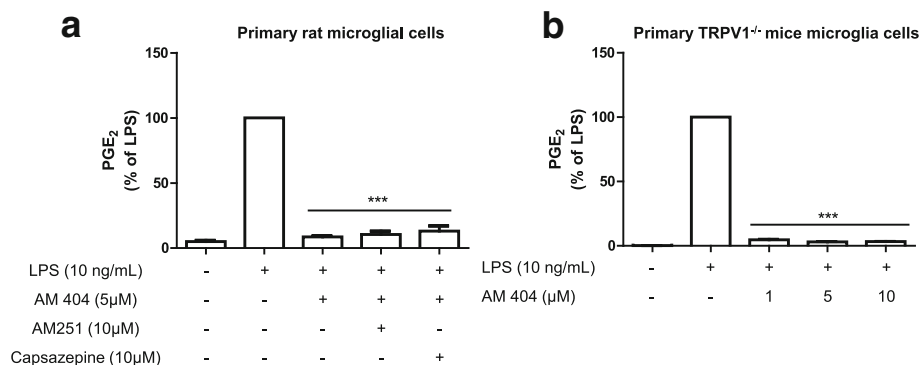 a
Primary rat microglial cells
150
100
50
0
PGE₂
(% of LPS)
***
LPS (10 ng/mL) - + + + +
AM 404 (5µM) - - + + +
AM251 (10µM) - - - + -
Capsazepine (10µM) - - - - +
b
Primary TRPV1⁻/⁻ mice microglia cells
150
100
50
0
PGE₂
(% of LPS)
***
LPS (10 ng/mL) - + + + +
AM 404 (µM) - - 1 5 10